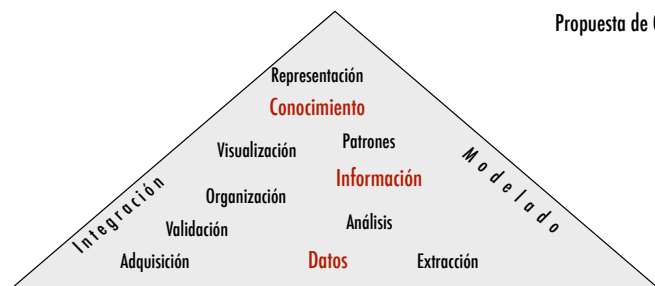 Propuesta de
Representación
Conocimiento
Patrones
Visualización
Información
Organización
Análisis
Validación
Adquisición
Datos
Extracción
Integración
Modelado